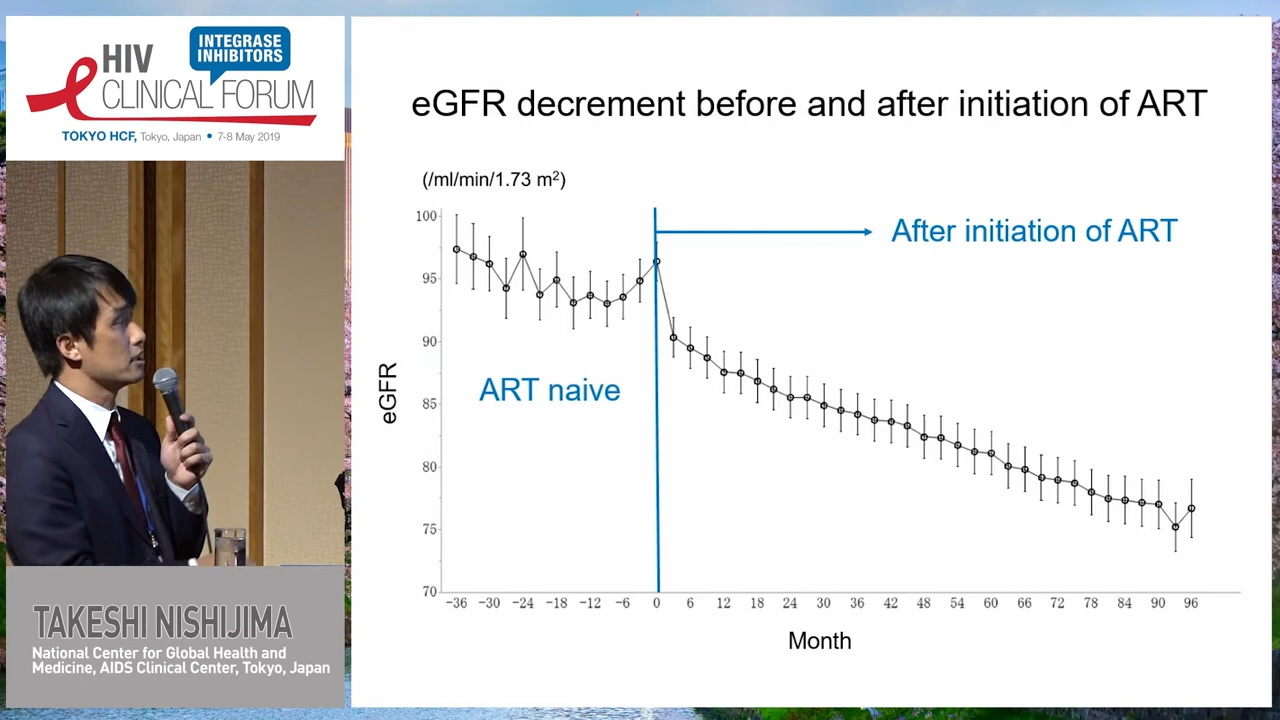 INTEGRASE
INHIBITORS
HIV
CLINICAL FORUM
TOKYO HCF, Tokyo, Japan • 7-8 May 2019
eGFR decrement before and after initiation of ART
(/ml/min/1.73 m²)
After initiation of ART
ART naive
eGFR
100
95
90
85
80
75
70
−36 −30 −24 −18 −12 −6 0 6 12 18 24 30 36 42 48 54 60 66 72 78 84 90 96
Month
TAKESHI NISHIJIMA
National Center for Global Health and
Medicine, AIDS Clinical Center, Tokyo, Japan